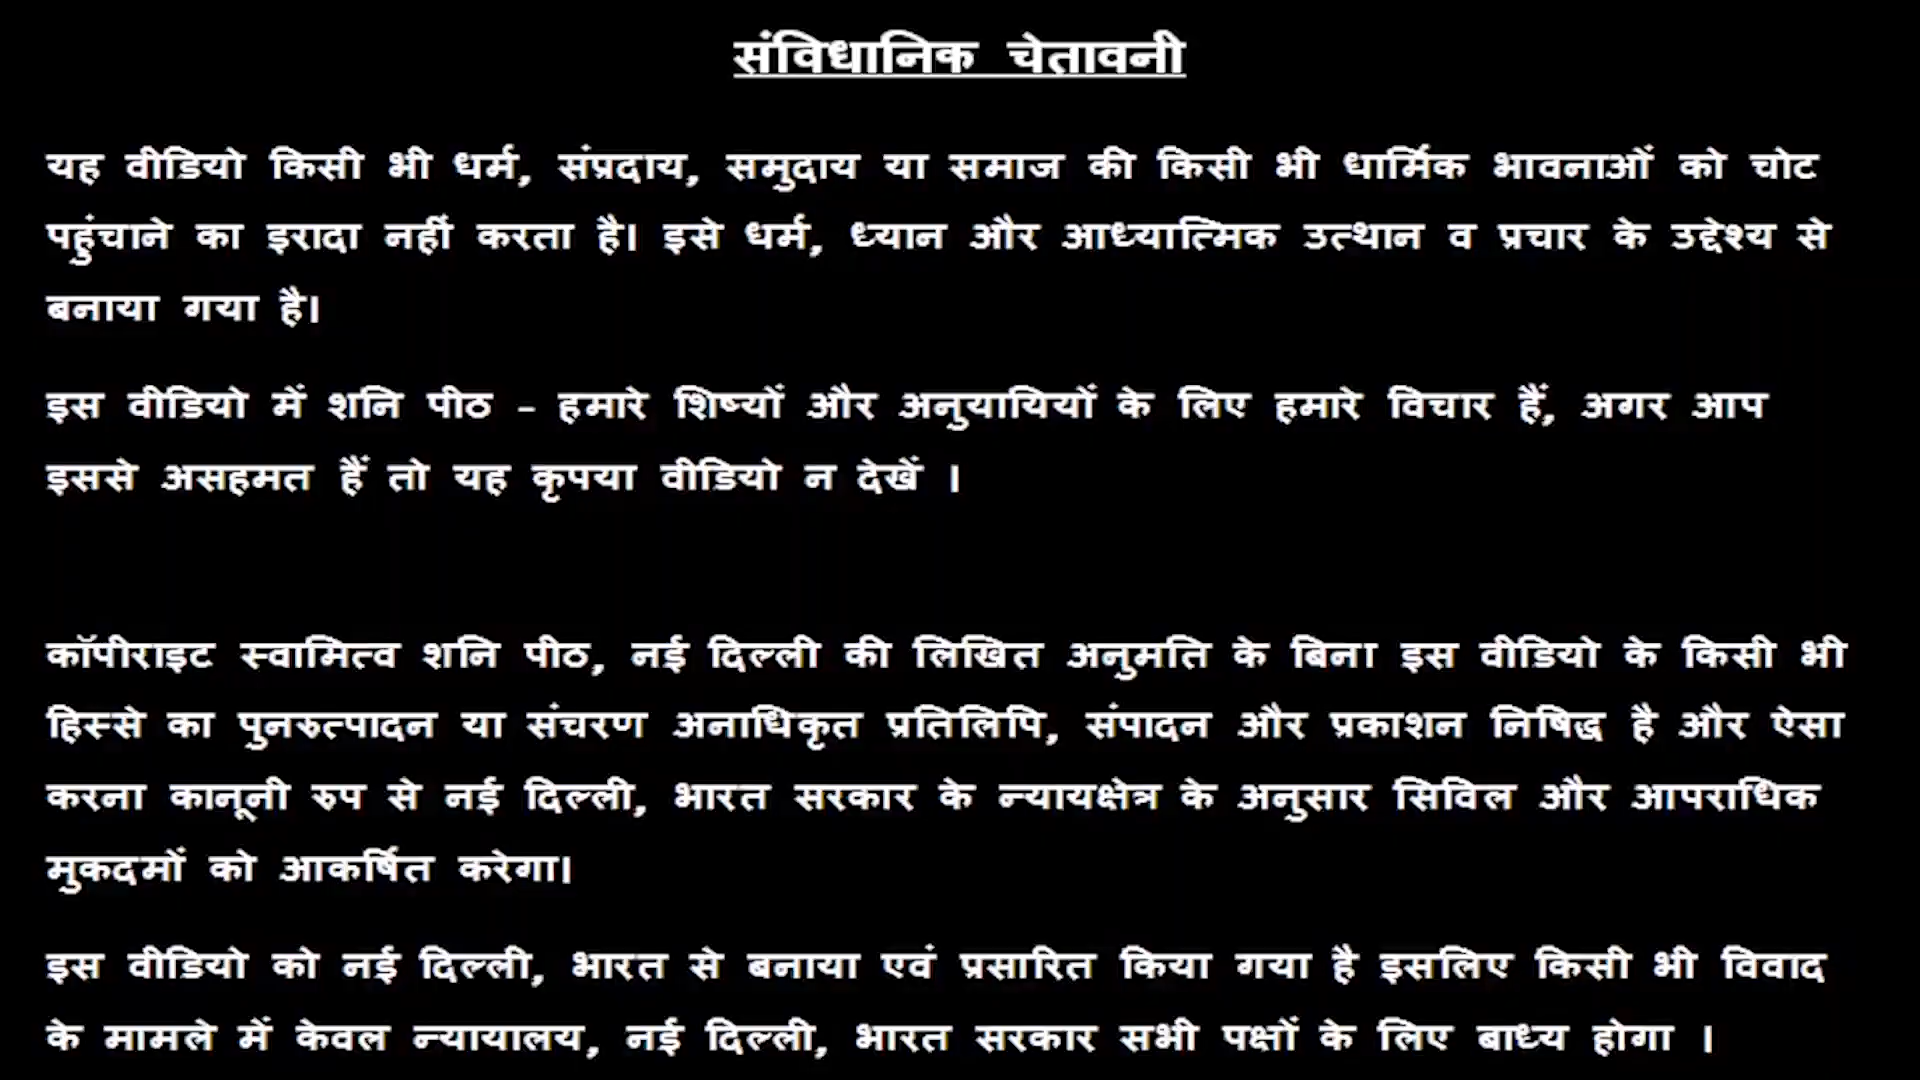 संविधानिक चेतावनी
यह वीडियो किसी भी धर्म, संप्रदाय, समुदाय या समाज की किसी भी धार्मिक भावनाओं को चोट
पहुंचाने का इरादा नहीं करता है। इसे धर्म, ध्यान और आध्यात्मिक उत्थान व प्रचार के उद्देश्य से
बनाया गया है।
इस वीडियो में शनि पीठ – हमारे शिष्यों और अनुयायियों के लिए हमारे विचार हैं, अगर आप
इससे असहमत हैं तो यह कृपया वीडियो न देखें ।
कॉपीराइट स्वामित्व शनि पीठ, नई दिल्ली की लिखित अनुमति के बिना इस वीडियो के किसी भी
हिस्से का पुनरुत्पादन या संचरण अनाधिकृत प्रतिलिपि, संपादन और प्रकाशन निषिद्ध है और ऐसा
करना कानूनी रुप से नई दिल्ली, भारत सरकार के न्यायक्षेत्र के अनुसार सिविल और आपराधिक
मुकदमों को आकर्षित करेगा।
इस वीडियो को नई दिल्ली, भारत से बनाया एवं प्रसारित किया गया है इसलिए किसी भी विवाद
के मामले में केवल न्यायालय, नई दिल्ली, भारत सरकार सभी पक्षों के लिए बाध्य होगा ।